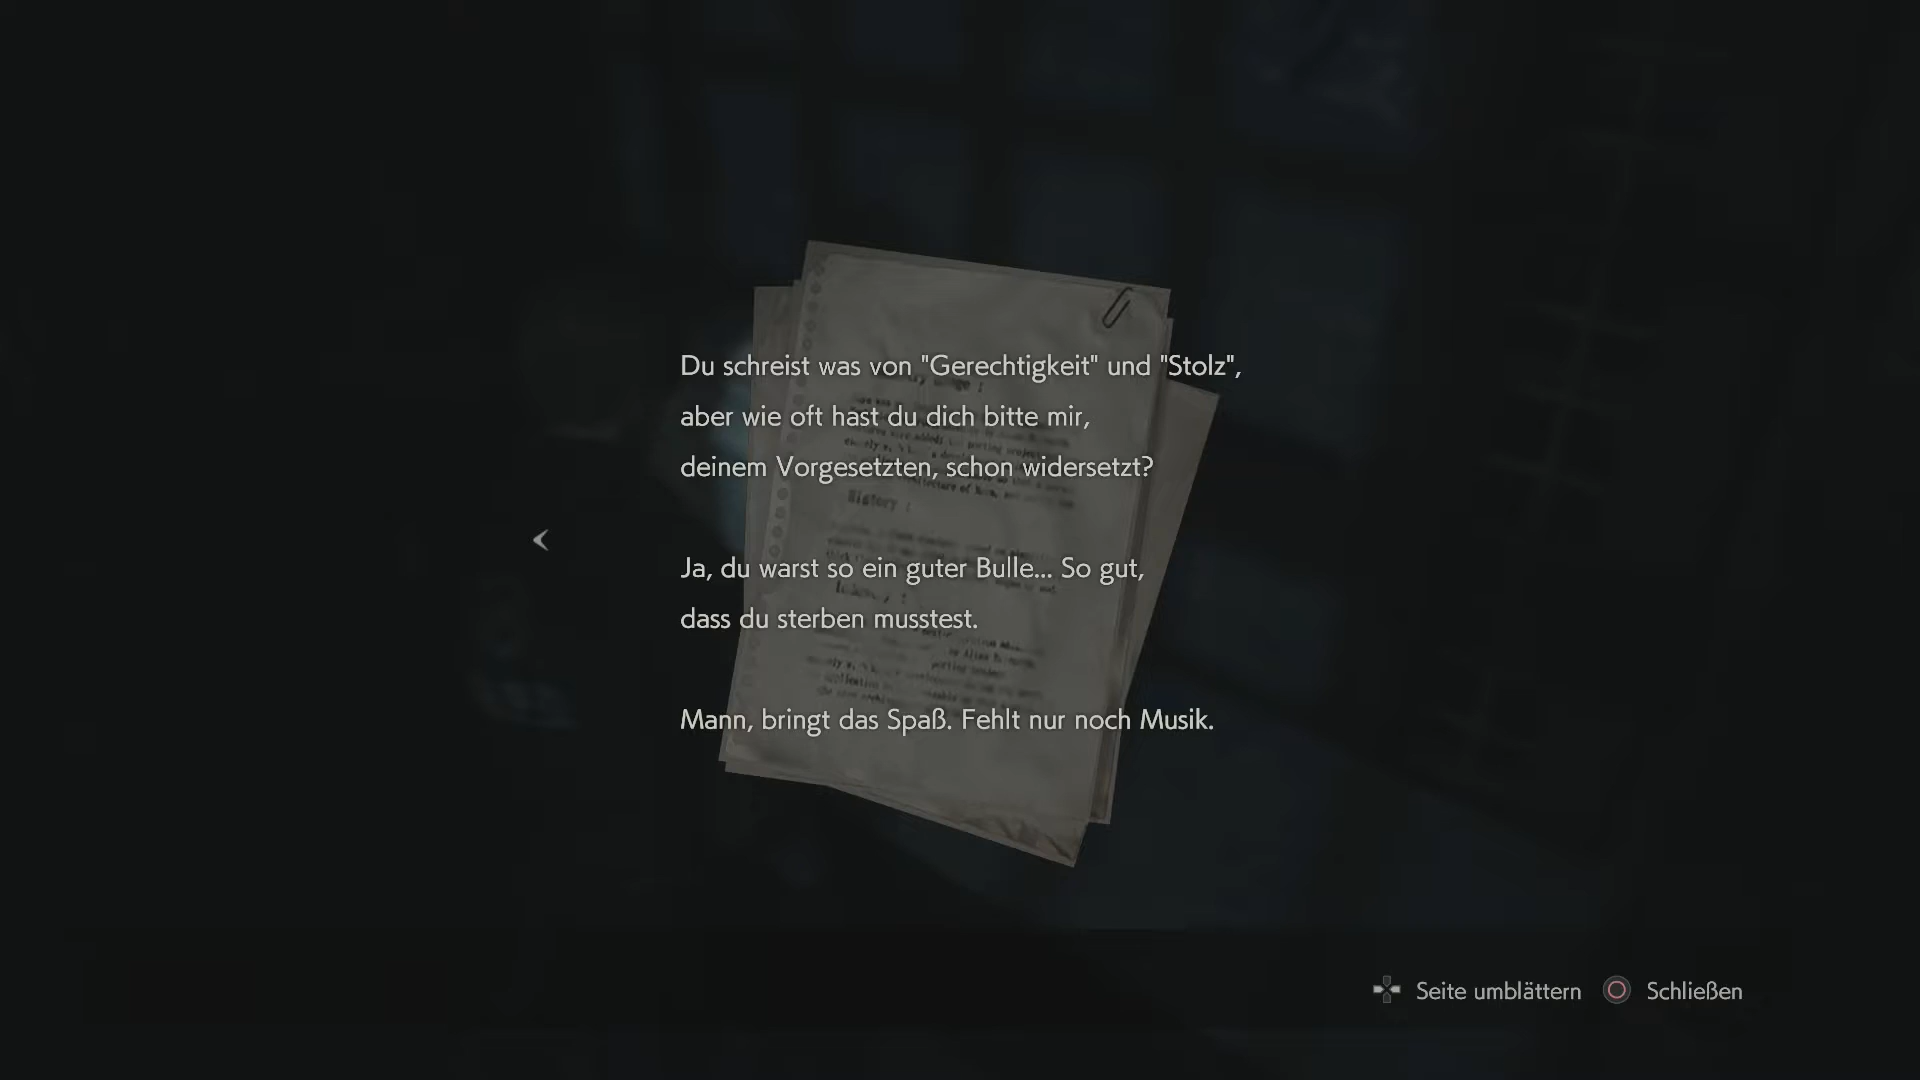 Du schreist was von "Gerechtigkeit" und "Stolz",
aber wie oft hast du dich bitte mir,
deinem Vorgesetzten, schon widersetzt?
Ja, du warst so ein guter Bulle... So gut,
dass du sterben musstest.
Mann, bringt das Spaß. Fehlt nur noch Musik.
History :
Seite umblättern
Schließen